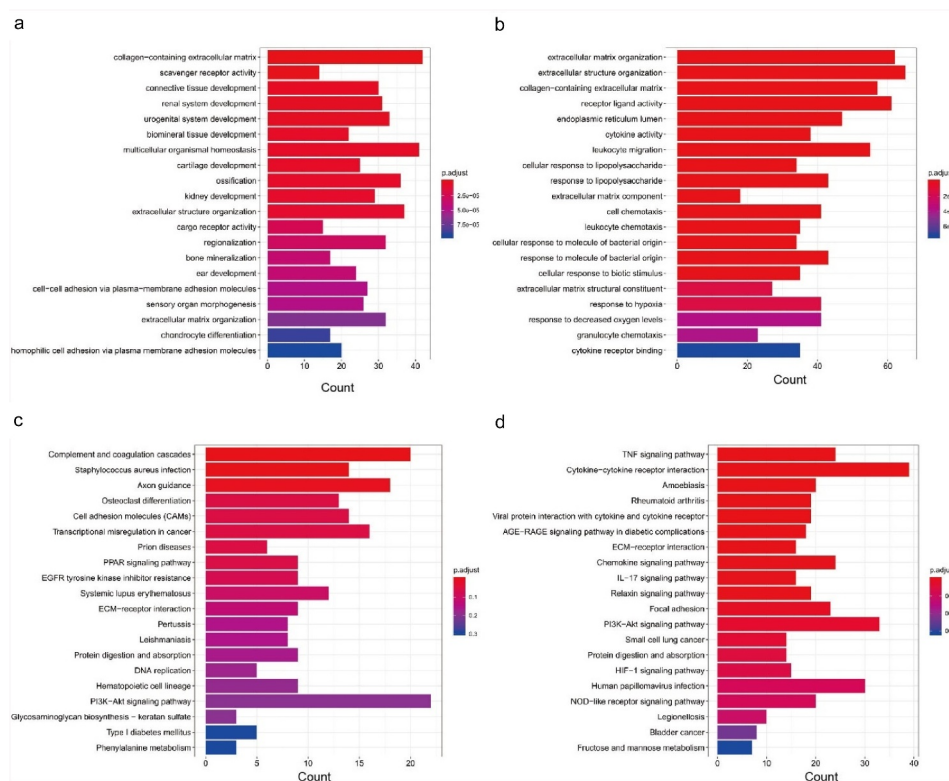 a
collagen-containing extracellular matrix
scavenger receptor activity
connective tissue development
renal system development
urogenital system development
biomineral tissue development
multicellular organismal homeostasis
cartilage development
ossification
kidney development
extracellular structure organization
cargo receptor activity
regionalization
bone mineralization
ear development
cell-cell adhesion via plasma-membrane adhesion molecules
sensory organ morphogenesis
extracellular matrix organization
chondrocyte differentiation
homophilic cell adhesion via plasma membrane adhesion molecules
0 10 20 30 40
Count
p.adjust
2.5e-05
5.0e-05
7.5e-05
b
extracellular matrix organization
extracellular structure organization
collagen-containing extracellular matrix
receptor ligand activity
endoplasmic reticulum lumen
cytokine activity
leukocyte migration
cellular response to lipopolysaccharide
response to lipopolysaccharide
extracellular matrix component
cell chemotaxis
leukocyte chemotaxis
cellular response to molecule of bacterial origin
response to molecule of bacterial origin
cellular response to biotic stimulus
extracellular matrix structural constituent
response to hypoxia
response to decreased oxygen levels
granulocyte chemotaxis
cytokine receptor binding
0 20 40 60
Count
p.adju
c
Complement and coagulation cascades
Staphylococcus aureus infection
Axon guidance
Osteoclast differentiation
Cell adhesion molecules (CAMs)
Transcriptional misregulation in cancer
Prion diseases
PPAR signaling pathway
EGFR tyrosine kinase inhibitor resistance
Systemic lupus erythematosus
ECM-receptor interaction
Pertussis
Leishmaniasis
Protein digestion and absorption
DNA replication
Hematopoietic cell lineage
PI3K-Akt signaling pathway
Glycosaminoglycan biosynthesis - keratan sulfate
Type I diabetes mellitus
Phenylalanine metabolism
0 5 10 15 20
Count
p.adjust
0.1
0.2
0.3
d
TNF signaling pathway
Cytokine-cytokine receptor interaction
Amoebiasis
Rheumatoid arthritis
Viral protein interaction with cytokine and cytokine receptor
AGE-RAGE signaling pathway in diabetic complications
ECM-receptor interaction
Chemokine signaling pathway
IL-17 signaling pathway
Relaxin signaling pathway
Focal adhesion
PI3K-Akt signaling pathway
Small cell lung cancer
Protein digestion and absorption
HIF-1 signaling pathway
Human papillomavirus infection
NOD-like receptor signaling pathway
Legionellosis
Bladder cancer
Fructose and mannose metabolism
0 10 20 30 40
Count
p.adjus